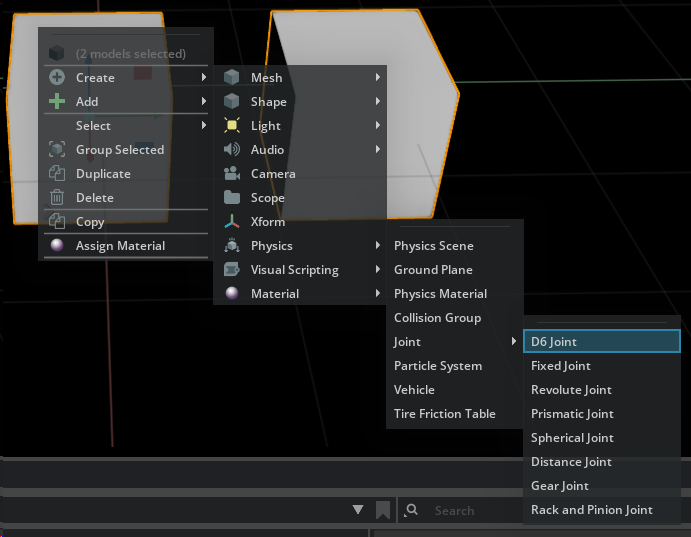 (2 models selected)
Create
Add
Select
Group Selected
Duplicate
Delete
Copy
Assign Material
Mesh
Shape
Light
Audio
Camera
Scope
Xform
Physics
Visual Scripting
Material
Physics Scene
Ground Plane
Physics Material
Collision Group
Joint
Particle System
Vehicle
Tire Friction Table
D6 Joint
Fixed Joint
Revolute Joint
Prismatic Joint
Spherical Joint
Distance Joint
Gear Joint
Rack and Pinion Joint
Search